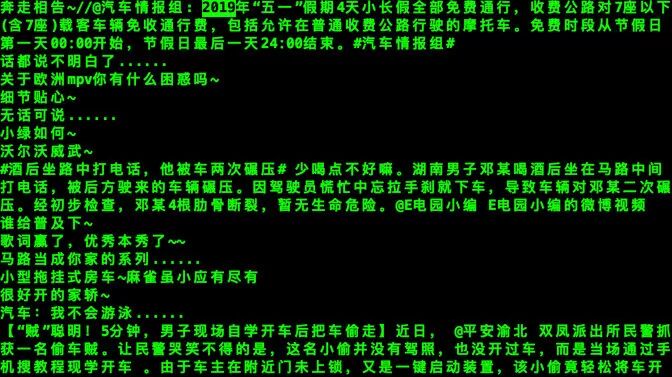 奔走相告~//@汽车情报组：2019年“五一”假期4天小长假全部免费通行，收费公路对7座以下
(含7座)载客车辆免收通行费，包括允许在普通收费公路行驶的摩托车。免费时段从节假日
第一天00:00开始，节假日最后一天24:00结束。#汽车情报组#
话都说不明白了......
关于欧洲mpv你有什么困惑吗~
细节贴心~
无话可说......
小绿如何~
沃尔沃威武~
#酒后坐路中打电话，他被车两次碾压# 少喝点不好嘛。湖南男子邓某喝酒后坐在马路中间
打电话，被后方驶来的车辆碾压。因驾驶员慌忙中忘拉手刹就下车，导致车辆对邓某二次碾
压。经初步检查，邓某4根肋骨断裂，暂无生命危险。@E电园小编 E电园小编的微博视频
谁给普及下~
歌词赢了，优秀本秀了~~
马路当成你家的系列......
小型拖挂式房车~麻雀虽小应有尽有
很好开的家轿~
汽车：我不会游泳......
【“贼”聪明！5分钟，男子现场自学开车后把车偷走】近日， @平安渝北 双凤派出所民警抓
获一名偷车贼。让民警哭笑不得的是，这名小偷并没有驾照，也没开过车，而是当场通过手
机搜教程现学开车 。由于车主在附近门未上锁，又是一键启动装置，该小偷竟轻松将车开